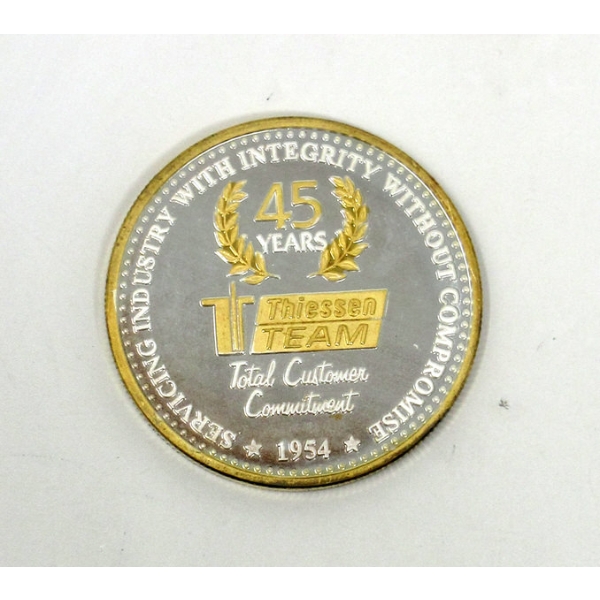 SERVICING INDUSTRY WITH INTEGRITY WITHOUT COMPROMISE
45
YEARS
Thiessen
TEAM
Total Customer
Commitment
★ 1954 ★